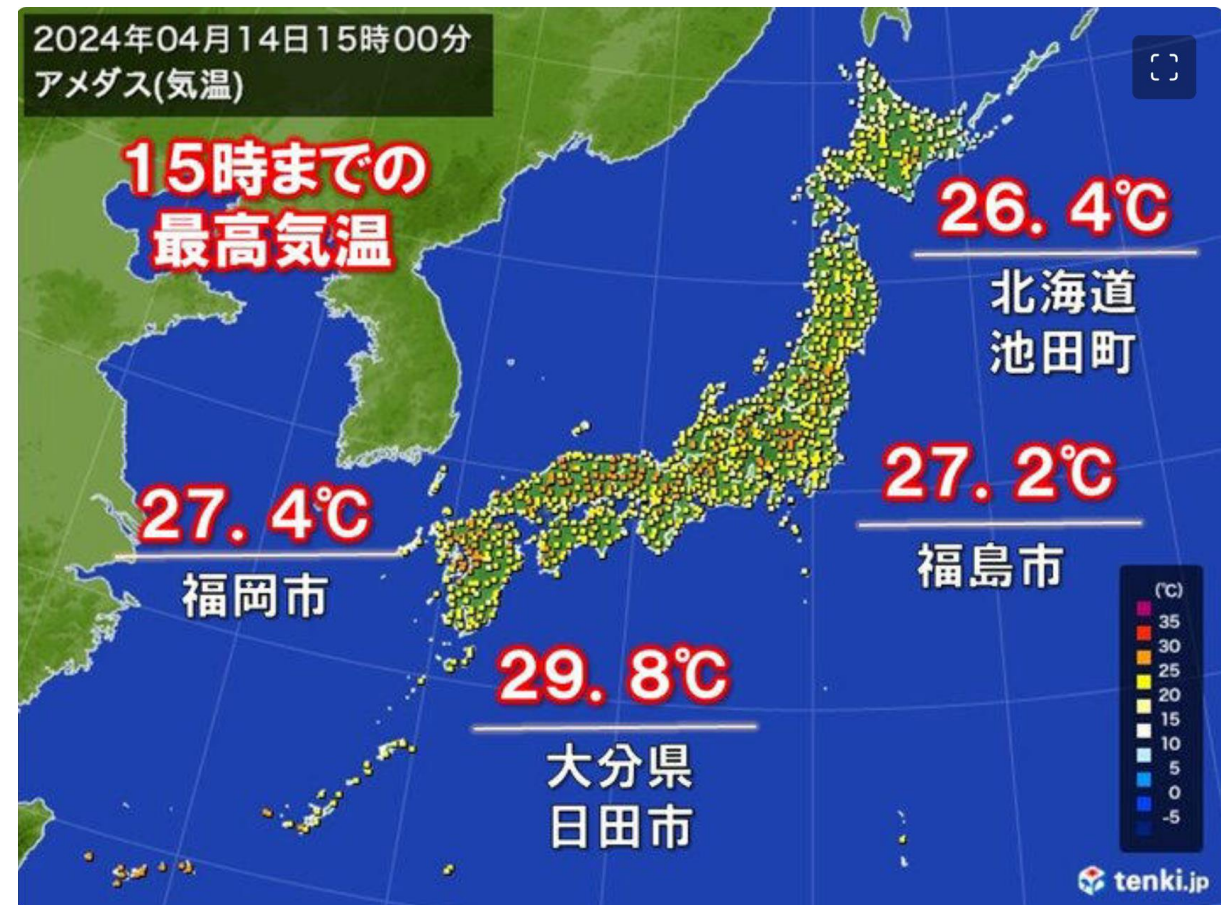 2024年04月14日15時00分
アメダス(気温)
15時までの
最高気温
26.4℃
北海道
池田町
27.2℃
福島市
27.4℃
福岡市
29.8℃
大分県
日田市
(℃)
35
30
25
20
15
10
5
0
-5
tenki.jp